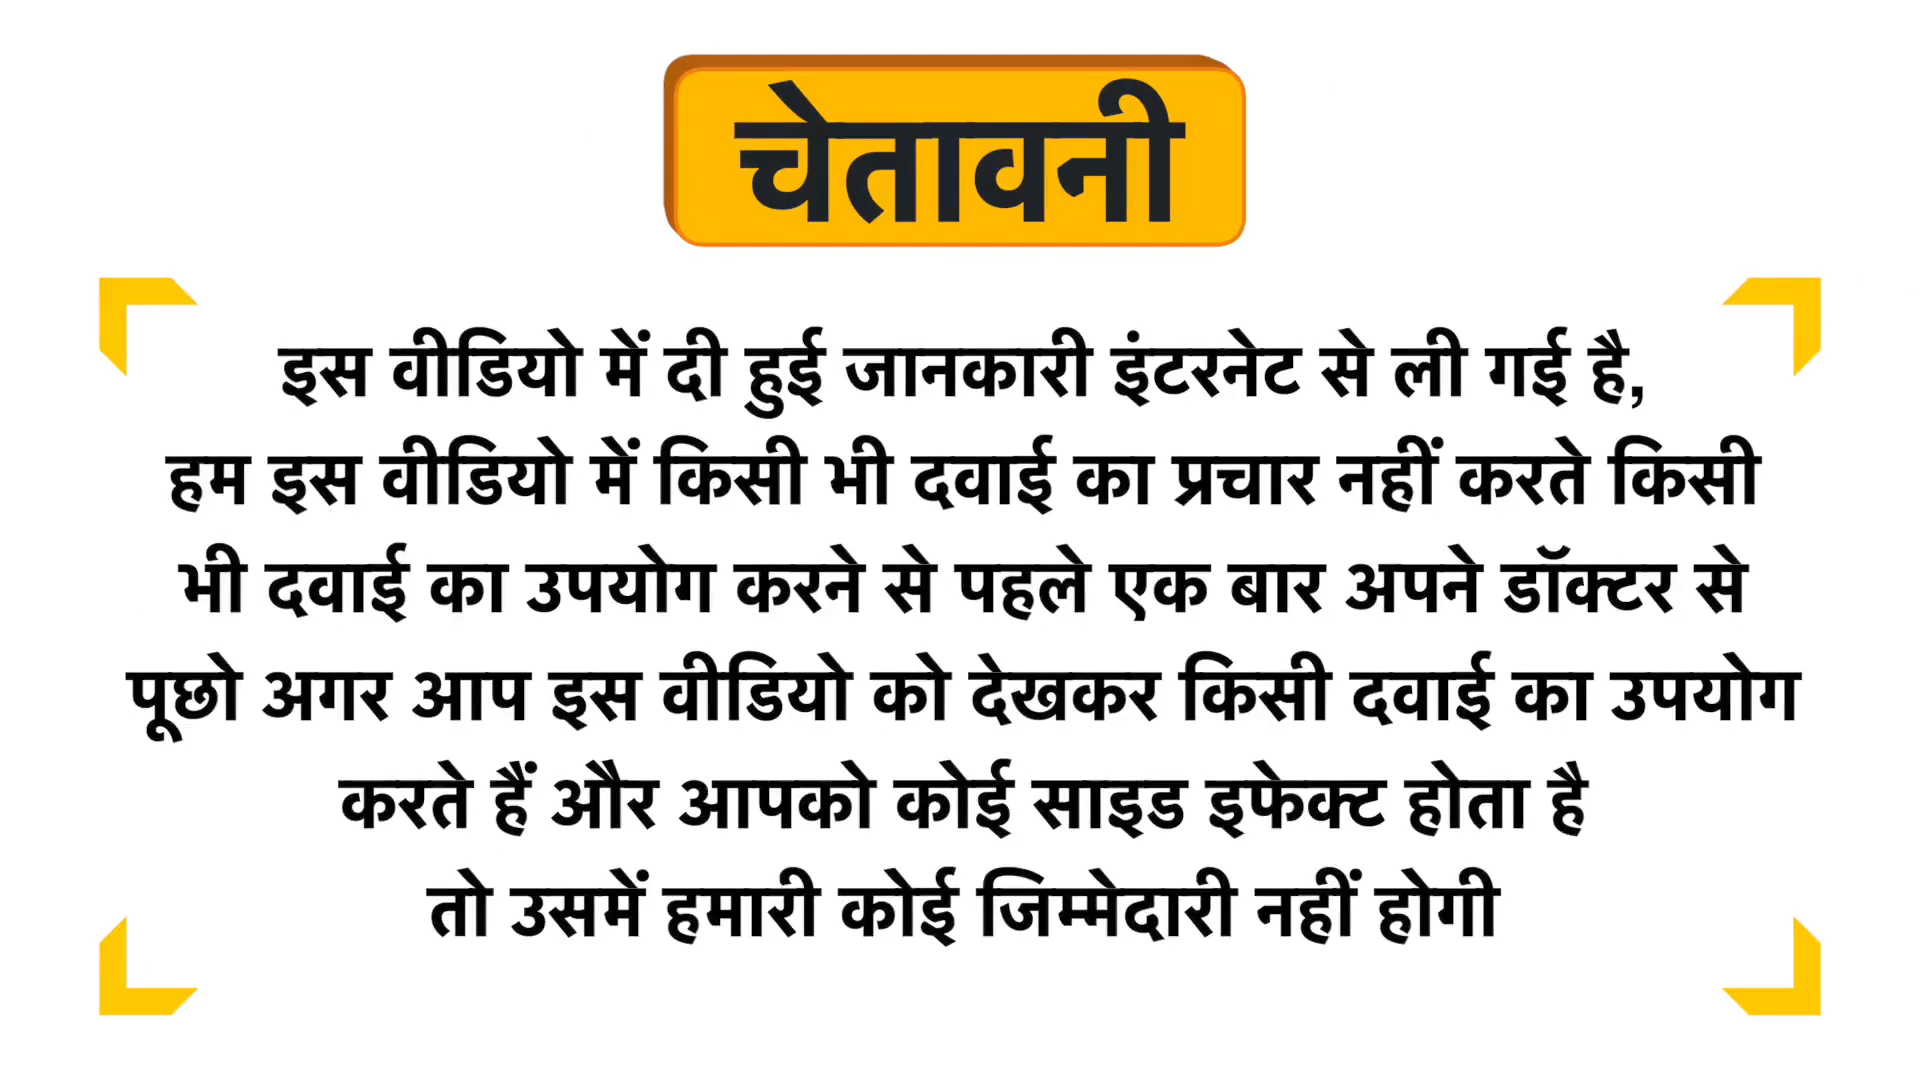 चेतावनी
इस वीडियो में दी हुई जानकारी इंटरनेट से ली गई है,
हम इस वीडियो में किसी भी दवाई का प्रचार नहीं करते किसी
भी दवाई का उपयोग करने से पहले एक बार अपने डॉक्टर से
पूछो अगर आप इस वीडियो को देखकर किसी दवाई का उपयोग
करते हैं और आपको कोई साइड इफेक्ट होता है
तो उसमें हमारी कोई जिम्मेदारी नहीं होगी